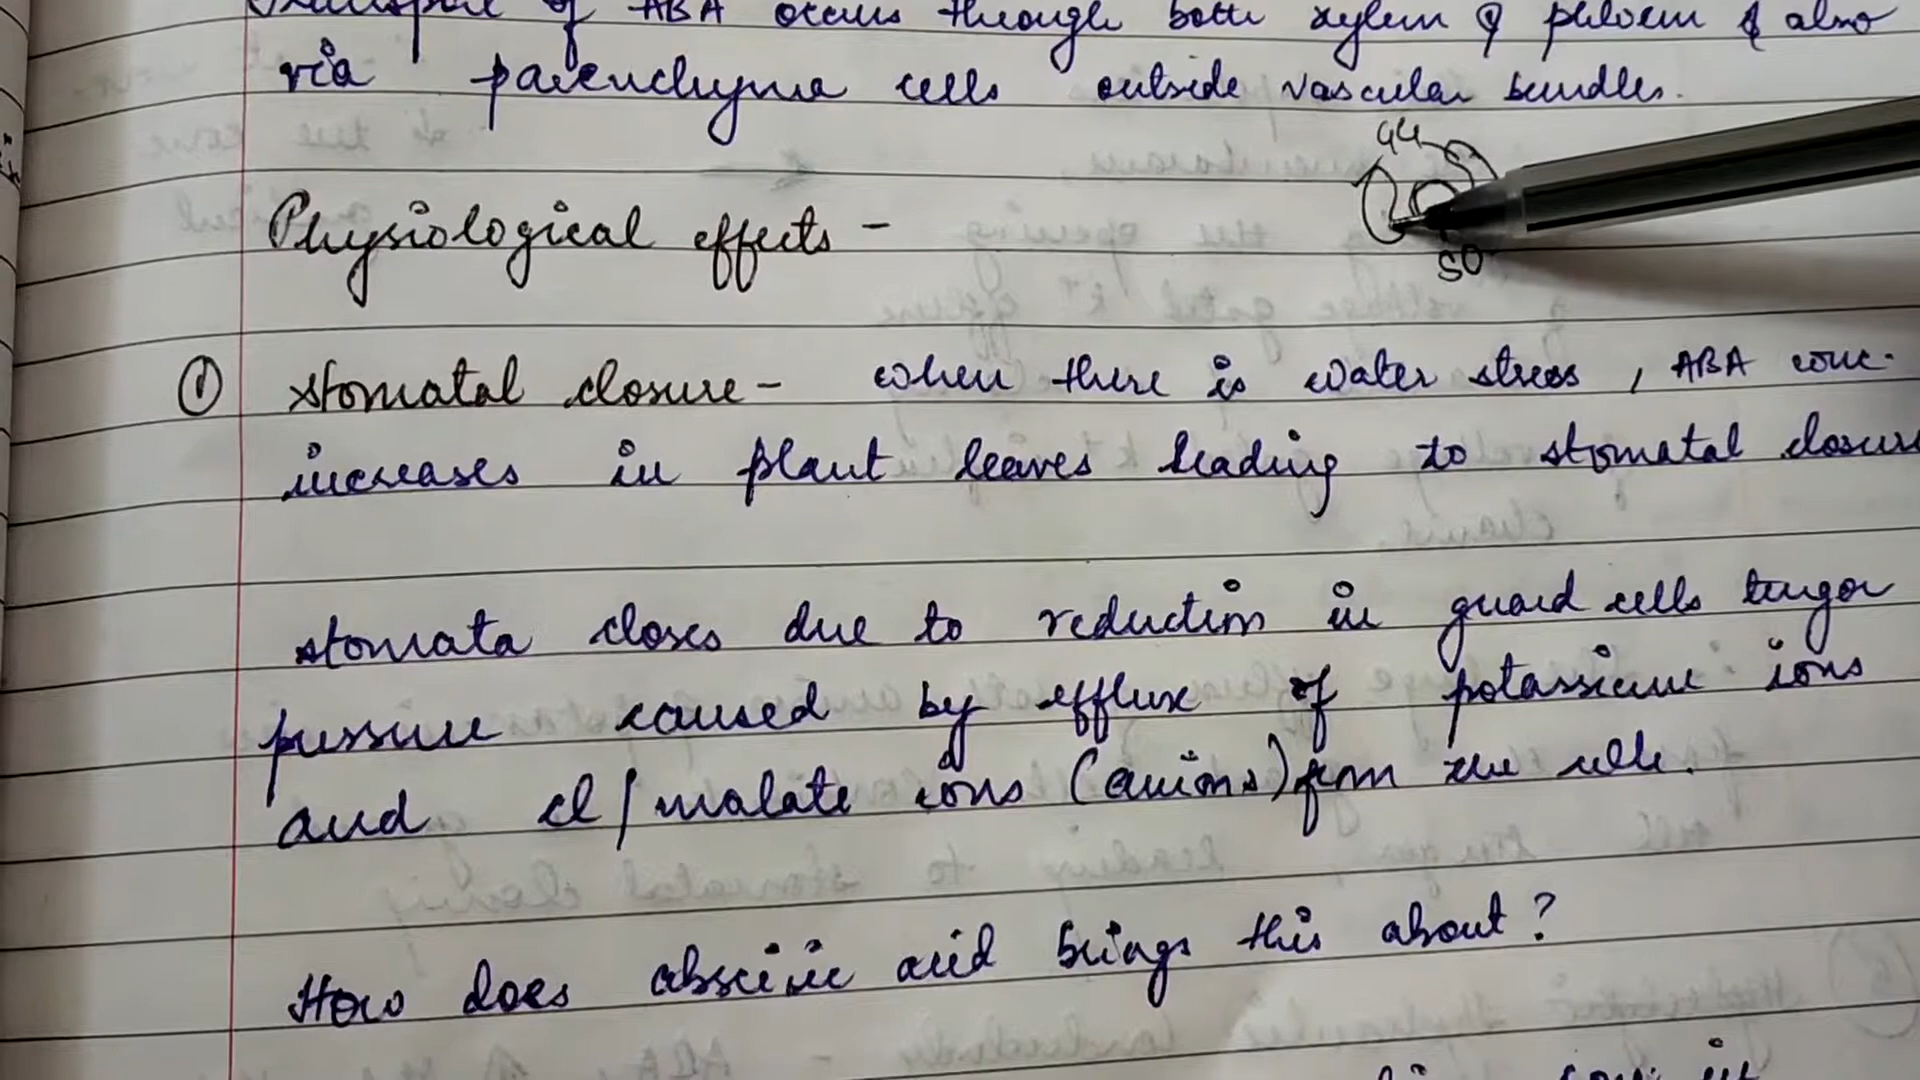 Transport of ABA occurs through both xylem & phloem & also
via parenchyma cells outside vascular bundles.
Physiological effects -
① stomatal closure - when there is water stress, ABA conc.
increases in plant leaves leading to stomatal closure
stomata closes due to reduction in guard cells turgor
pressure caused by efflux of potassium ions
and cl/malate ions (anions) from the cells.
How does abscisic acid brings this about?